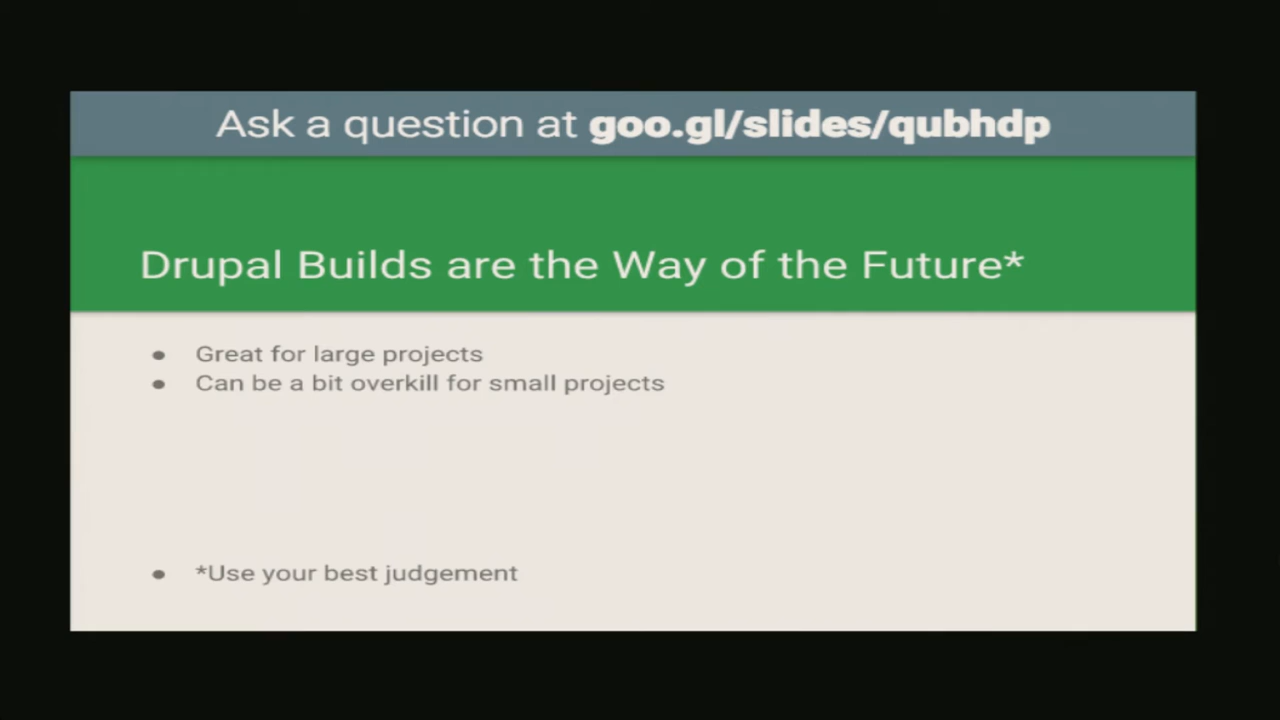 Ask a question at goo.gl/slides/qubhdp
Drupal Builds are the Way of the Future*
● Great for large projects
● Can be a bit overkill for small projects
● *Use your best judgement